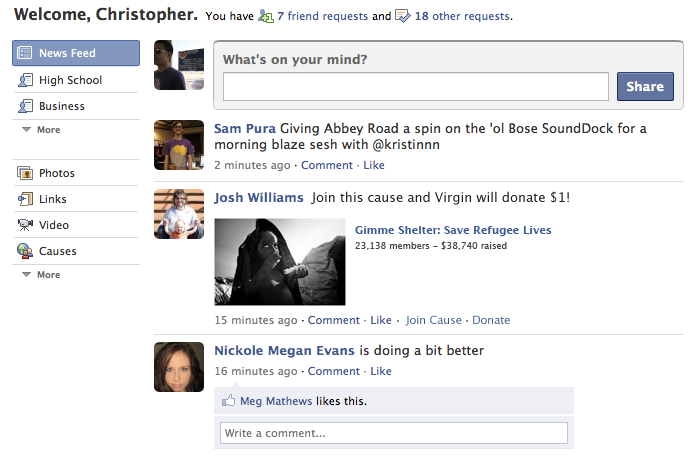 Welcome, Christopher. You have 7 friend requests and 18 other requests.
News Feed
High School
Business
More
Photos
Links
Video
Causes
More
What's on your mind?
Share
Sam Pura Giving Abbey Road a spin on the 'ol Bose SoundDock for a
morning blaze sesh with @kristinnn
2 minutes ago · Comment · Like
Josh Williams Join this cause and Virgin will donate $1!
Gimme Shelter: Save Refugee Lives
23,138 members – $38,740 raised
15 minutes ago · Comment · Like · Join Cause · Donate
Nickole Megan Evans is doing a bit better
16 minutes ago · Comment · Like
Meg Mathews likes this.
Write a comment...